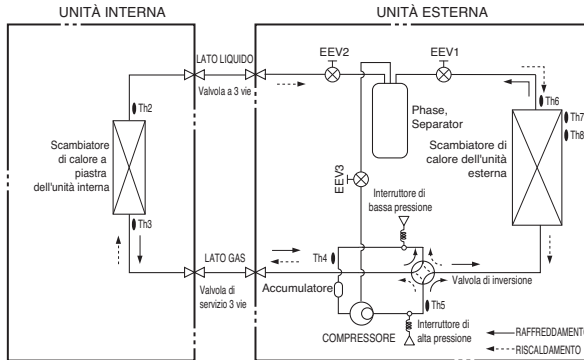 UNITÀ INTERNA
UNITÀ ESTERNA
EEV2
EEV1
LATO LIQUIDO
Valvola a 3 vie
Th2
Phase,
Separator
Th6
Th7
Th8
Scambiatore
di calore a
piastra
dell'unità interna
Scambiatore di
calore dell'unità
esterna
EEV3
Interruttore di
bassa pressione
Th3
LATO GAS
Th4
Valvola di
servizio 3 vie
Accumulatore
Valvola di inversione
Th5
COMPRESSORE
Interruttore di
alta pressione
RAFFREDDAMENTO
RISCALDAMENTO